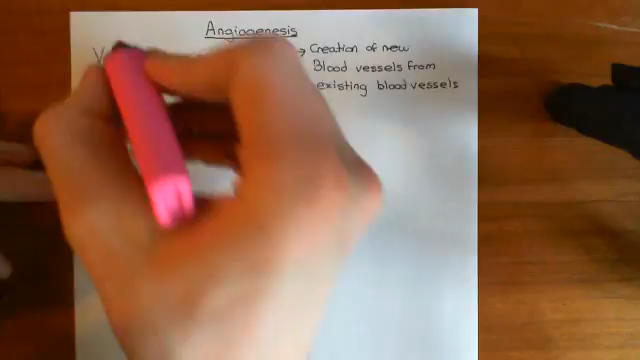 Angiogenesis
V
→ Creation of new
Blood vessels from
existing blood vessels